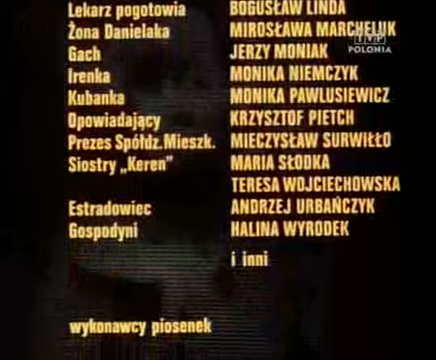 Lekarz pogotowia BOGUSŁAW LINDA
Żona Danielaka MIROSŁAWA MARCHELUK
Gach JERZY MONIAK
Irenka MONIKA NIEMCZYK
Kubanka MONIKA PAWLUSIEWICZ
Opowiadający KRZYSZTOF PIETCH
Prezes Spółdz. Mieszk. MIECZYSŁAW SURWIŁŁO
Siostry „Keren” MARIA SŁODKA
TERESA WOJCIECHOWSKA
Estradowiec ANDRZEJ URBAŃCZYK
Gospodyni HALINA WYRODEK
i inni
wykonawcy piosenek
TVP
POLONIA